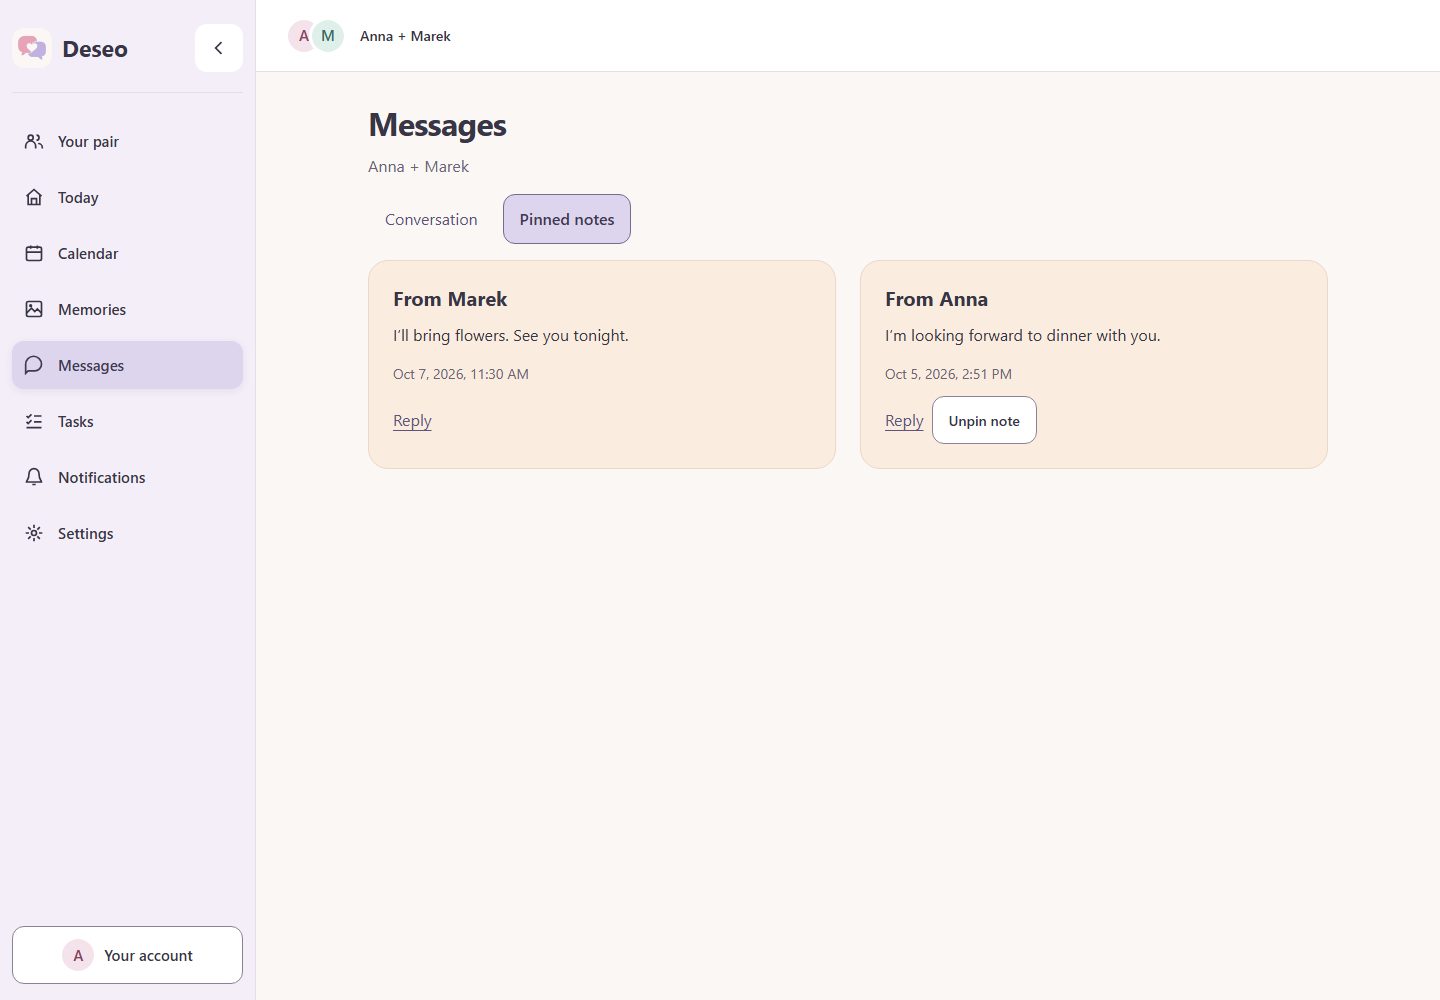 Deseo
Your pair
Today
Calendar
Memories
Messages
Tasks
Notifications
Settings
A Your account
A M Anna + Marek
Messages
Anna + Marek
Conversation
Pinned notes
From Marek
I’ll bring flowers. See you tonight.
Oct 7, 2026, 11:30 AM
Reply
From Anna
I’m looking forward to dinner with you.
Oct 5, 2026, 2:51 PM
Reply
Unpin note